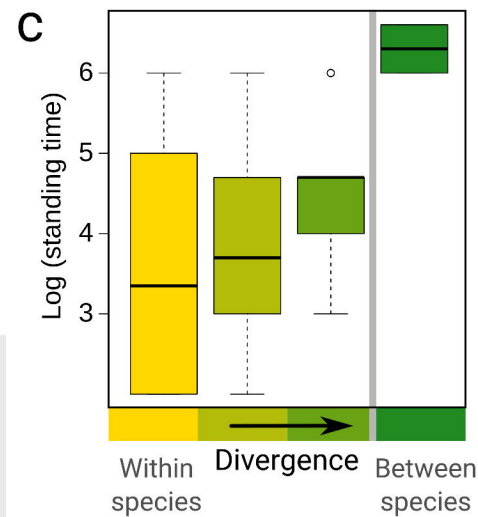 C
Log (standing time)
6
5
4
3
Within
species
Divergence
Between
species